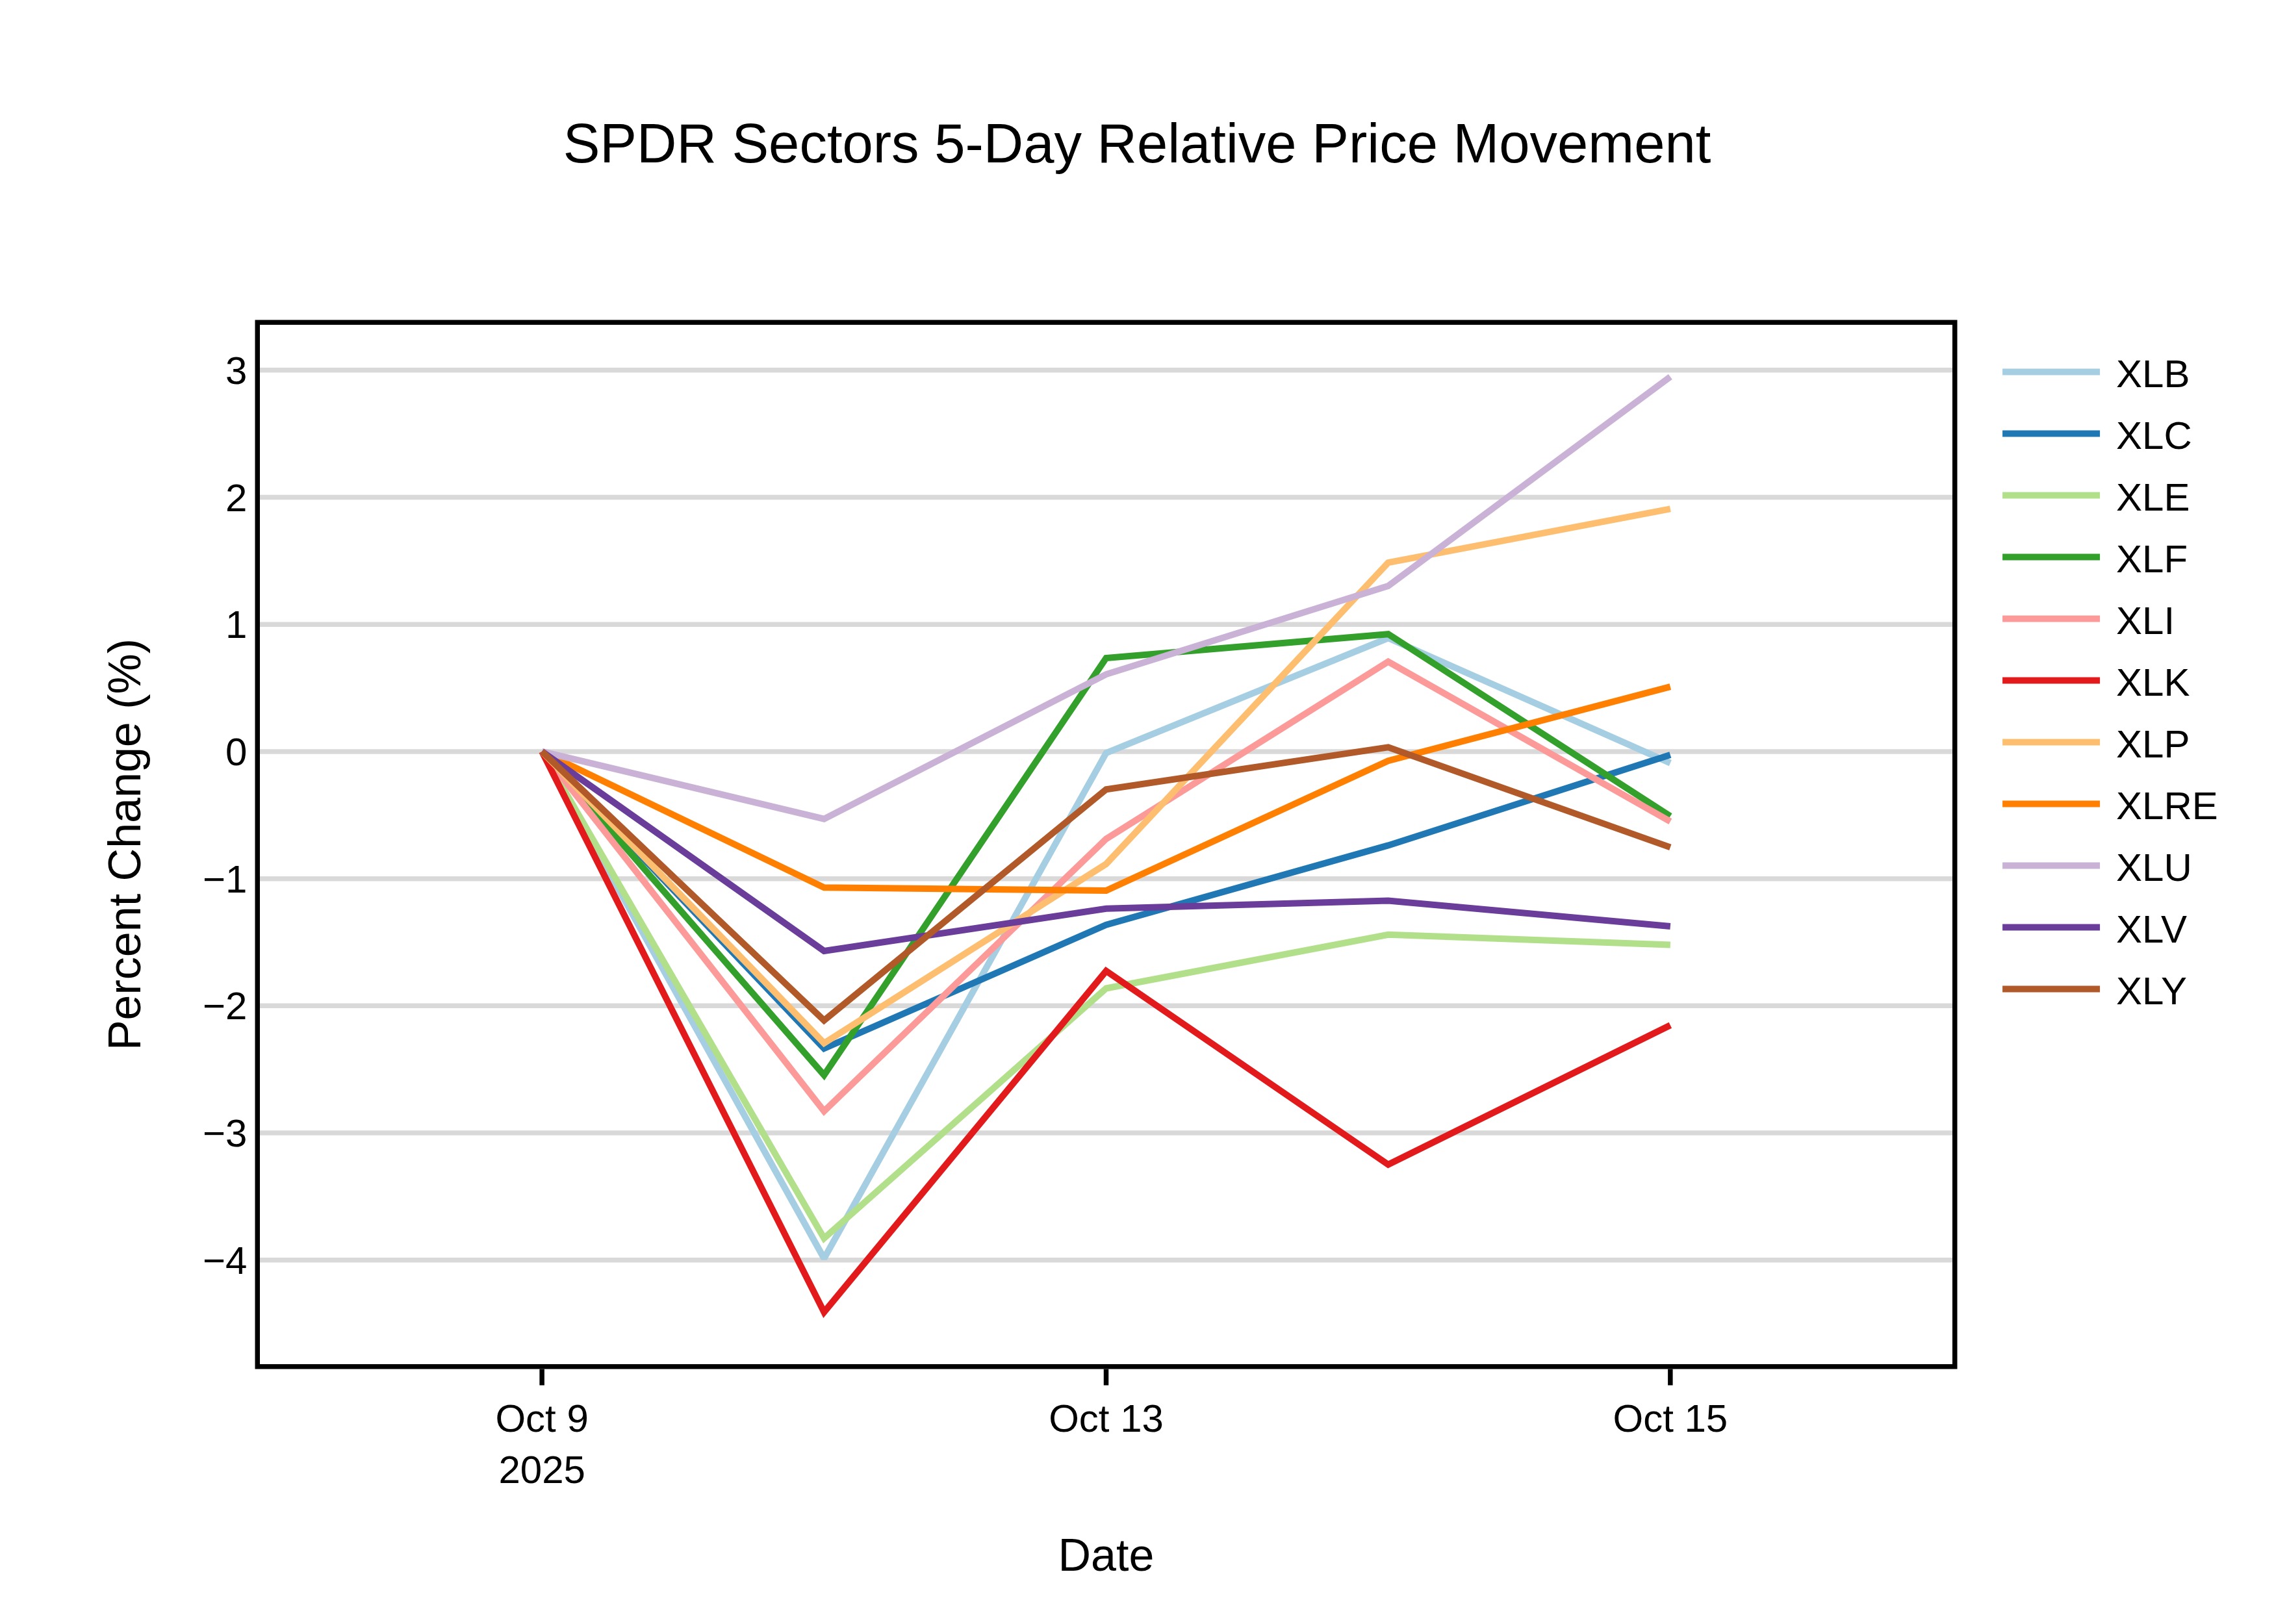 SPDR Sectors 5-Day Relative Price Movement
3
2
1
0
−1
−2
−3
−4
Percent Change (%)
Oct 9
2025
Oct 13
Oct 15
Date
XLB
XLC
XLE
XLF
XLI
XLK
XLP
XLRE
XLU
XLV
XLY